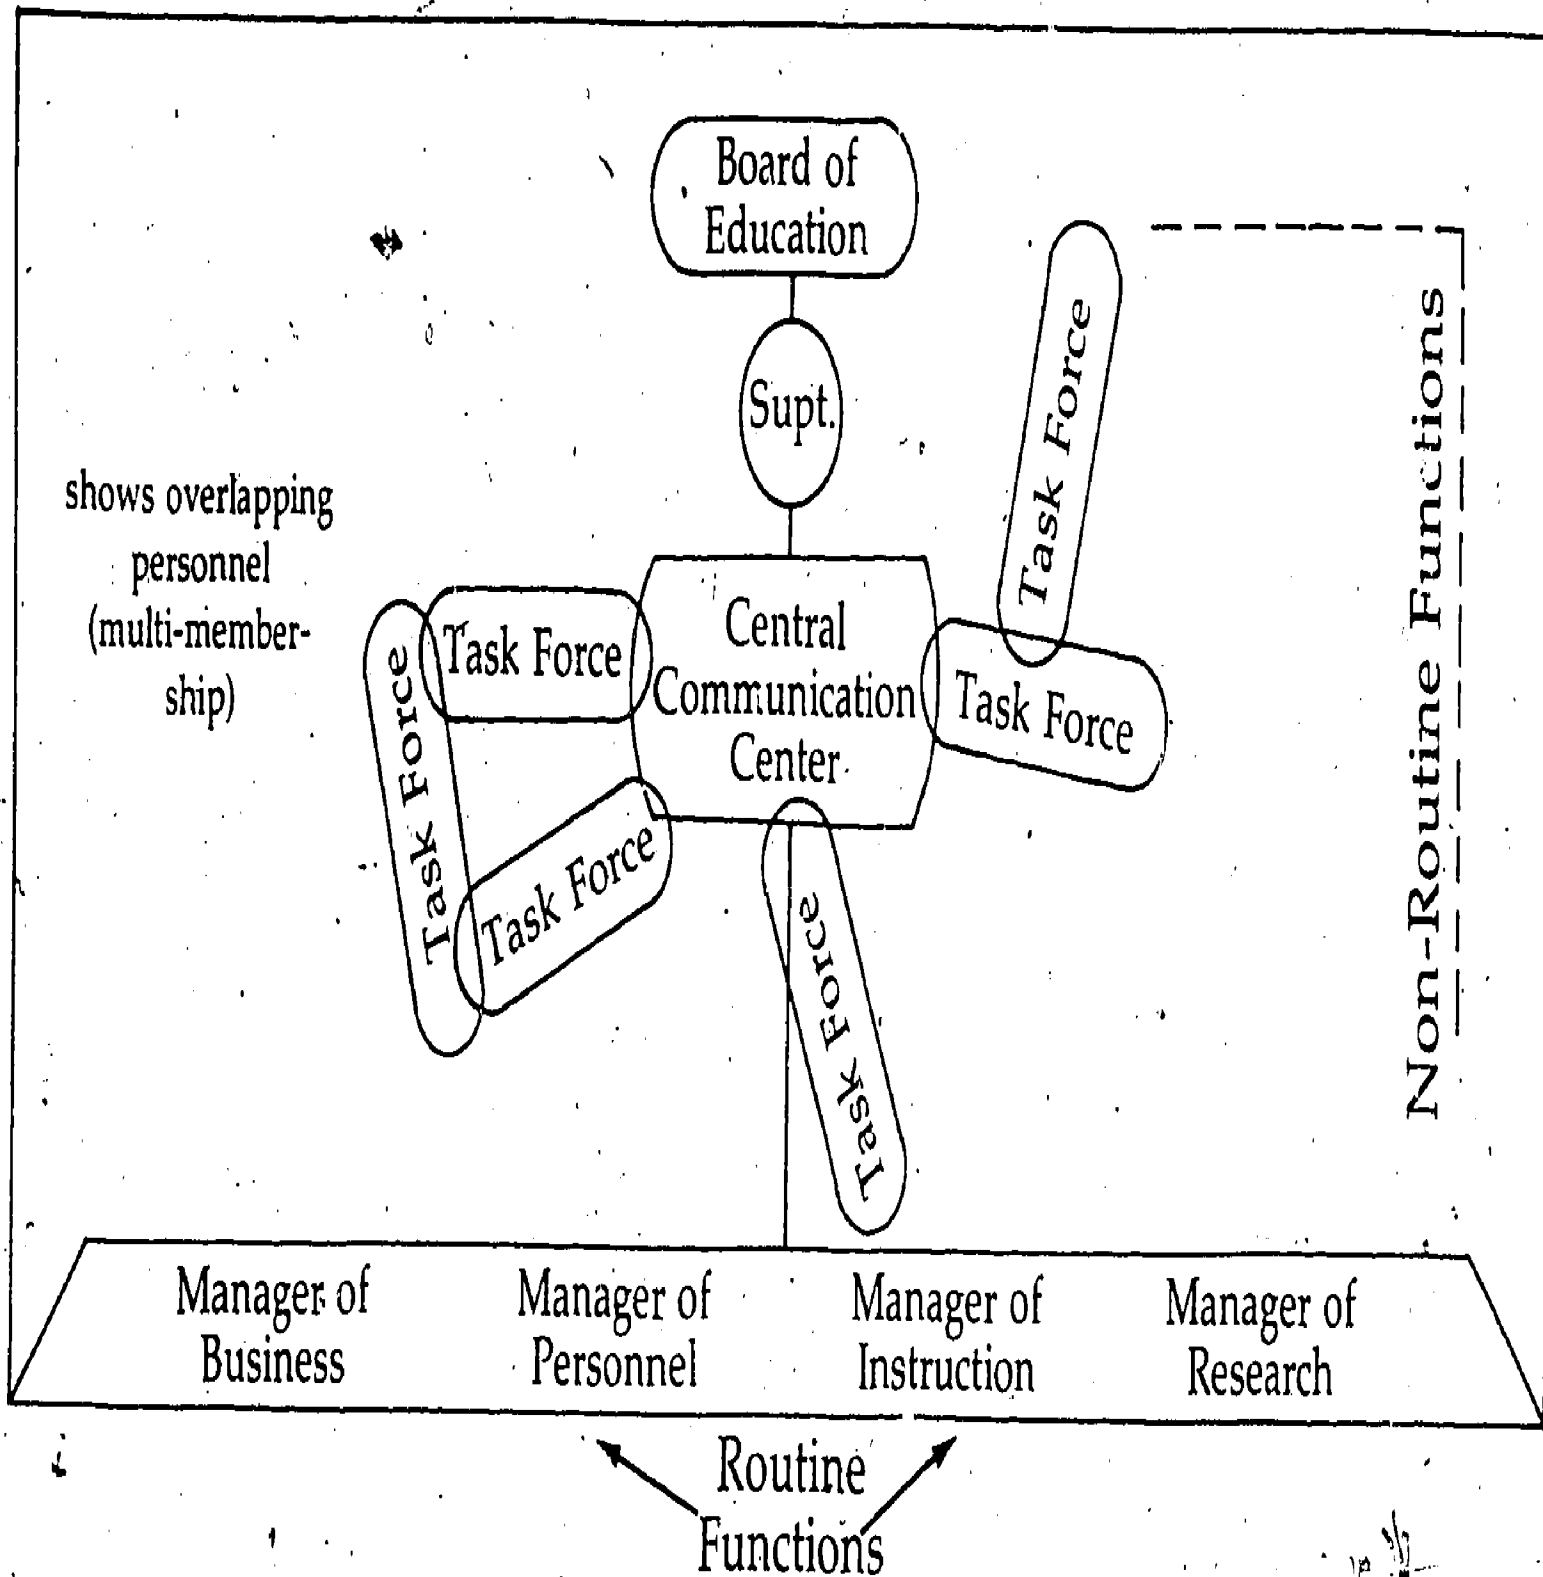 Board of
Education
Supt.
Task Force
shows overlapping
personnel
(multi-member-
ship)
Task Force
Task Force
Central
Communication
Center
Task Force
Task Force
Task Force
Non-Routine Functions
Manager of
Business
Manager of
Personnel
Manager of
Instruction
Manager of
Research
Routine
Functions